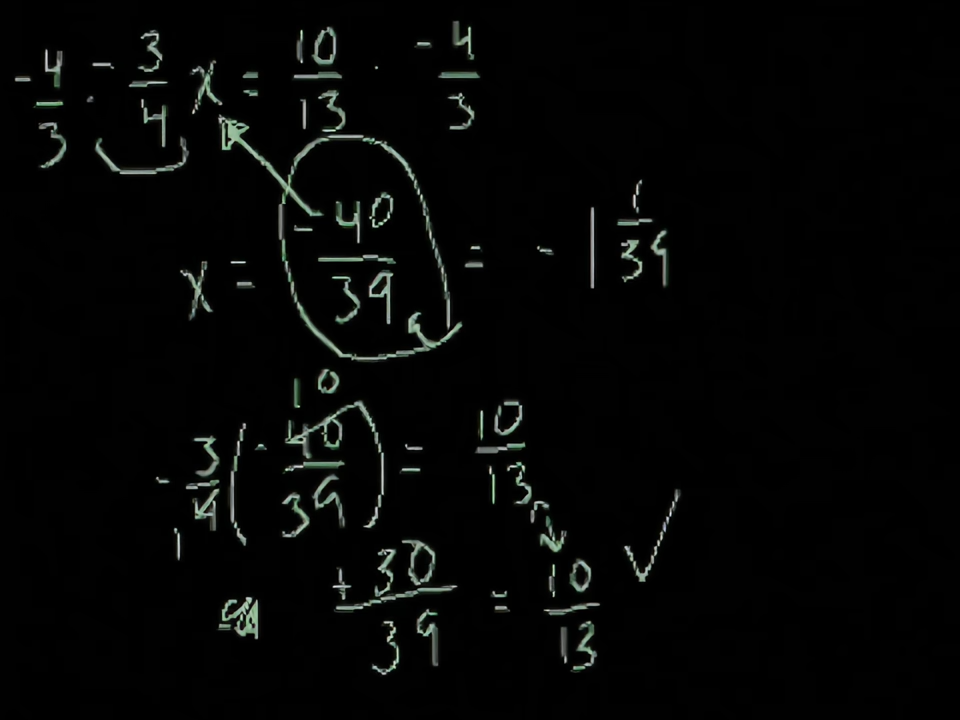 -4/3 · -3/4 x = 10/13 · -4/3
x = -40/39 = -1 1/39
10
-3/4 (-40/39) = 10/13
1
+30/39 = 10/13 ✓